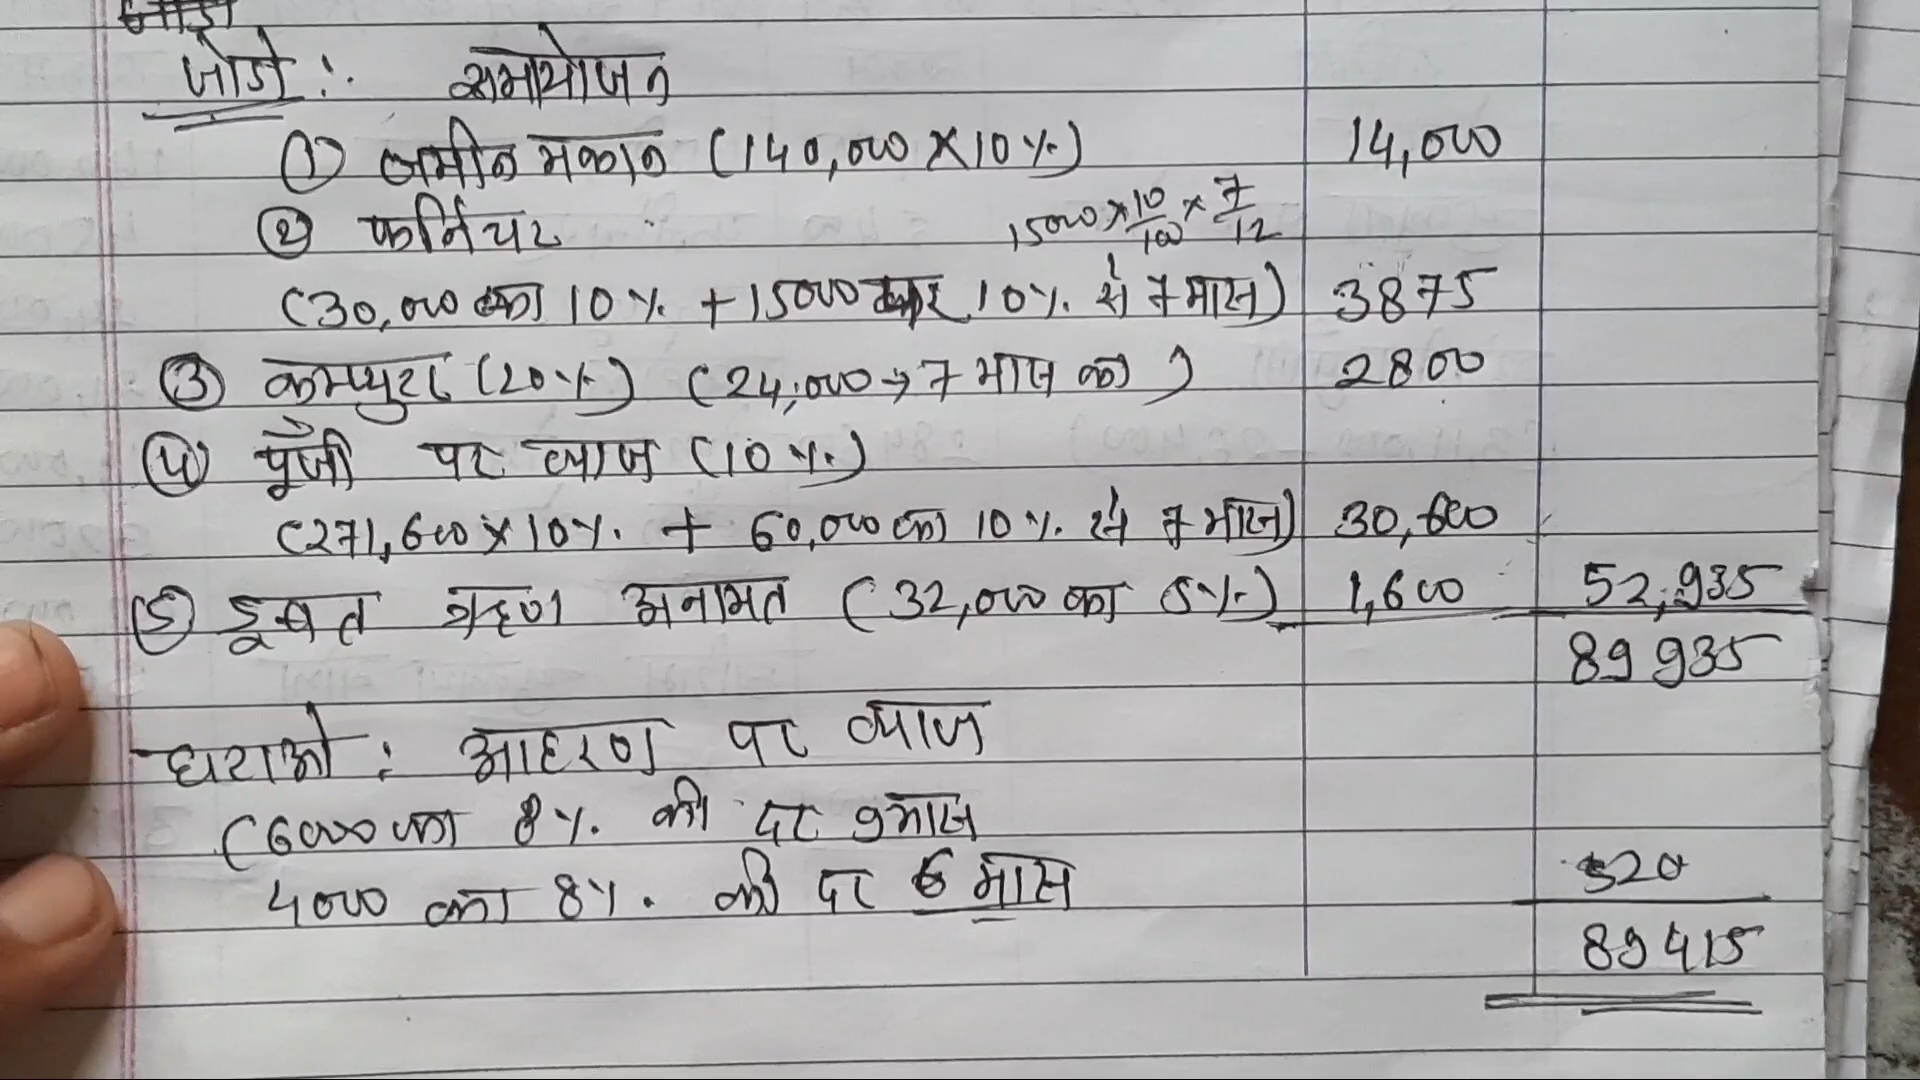 जोडो :. समायोजन
① जमीन मकान (140,000 × 10%) 14,000
② फर्नियर 15000 × 10/100 × 7/12
(30,000 का 10% + 15000 का 10% से 7 मास) 3875
③ कम्प्युटर (20%) (24,000 → 7 मास का) 2800
④ पूँजी पर व्याज (10%)
(271,600 × 10% + 60,000 का 10% से 7 मास) 30,600
⑤ डूबत ऋण अनामत (32,000 का 5%) 1,600 52,935
89935
घटाओ : आहरण पर व्याज
(6000 का 8% की दर 9 मास
4000 का 8% की दर 6 मास 520
89415